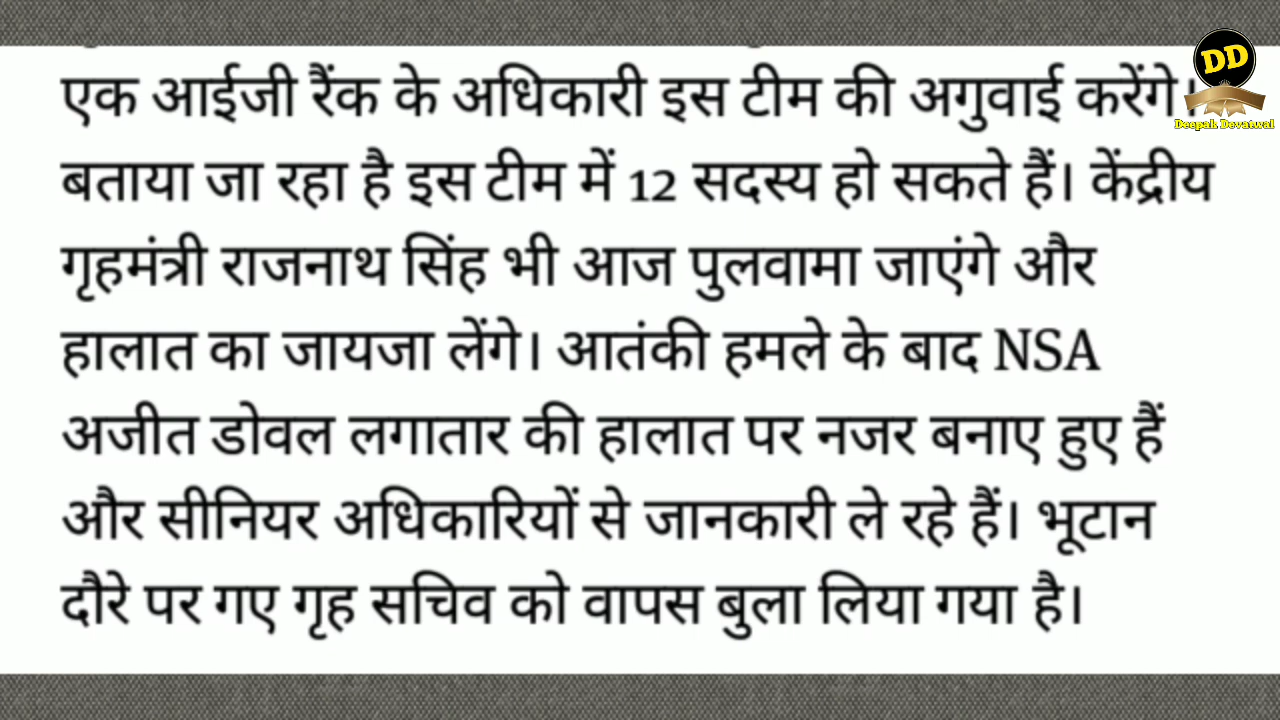 एक आईजी रैंक के अधिकारी इस टीम की अगुवाई करेंगे।
बताया जा रहा है इस टीम में 12 सदस्य हो सकते हैं। केंद्रीय
गृहमंत्री राजनाथ सिंह भी आज पुलवामा जाएंगे और
हालात का जायजा लेंगे। आतंकी हमले के बाद NSA
अजीत डोवल लगातार की हालात पर नजर बनाए हुए हैं
और सीनियर अधिकारियों से जानकारी ले रहे हैं। भूटान
दौरे पर गए गृह सचिव को वापस बुला लिया गया है।
DD
Deepak Devatwal